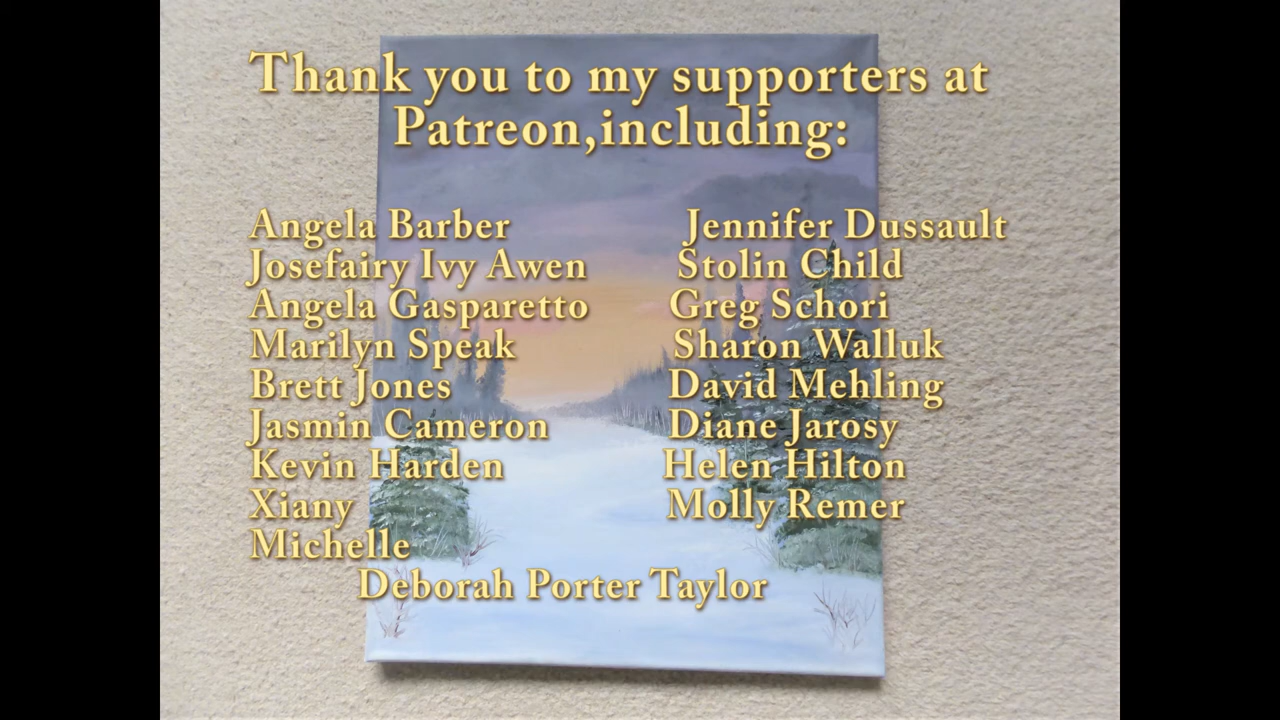 Thank you to my supporters at
Patreon,including:
Angela Barber Jennifer Dussault
Josefairy Ivy Awen Stolin Child
Angela Gasparetto Greg Schori
Marilyn Speak Sharon Walluk
Brett Jones David Mehling
Jasmin Cameron Diane Jarosy
Kevin Harden Helen Hilton
Xiany Molly Remer
Michelle
Deborah Porter Taylor